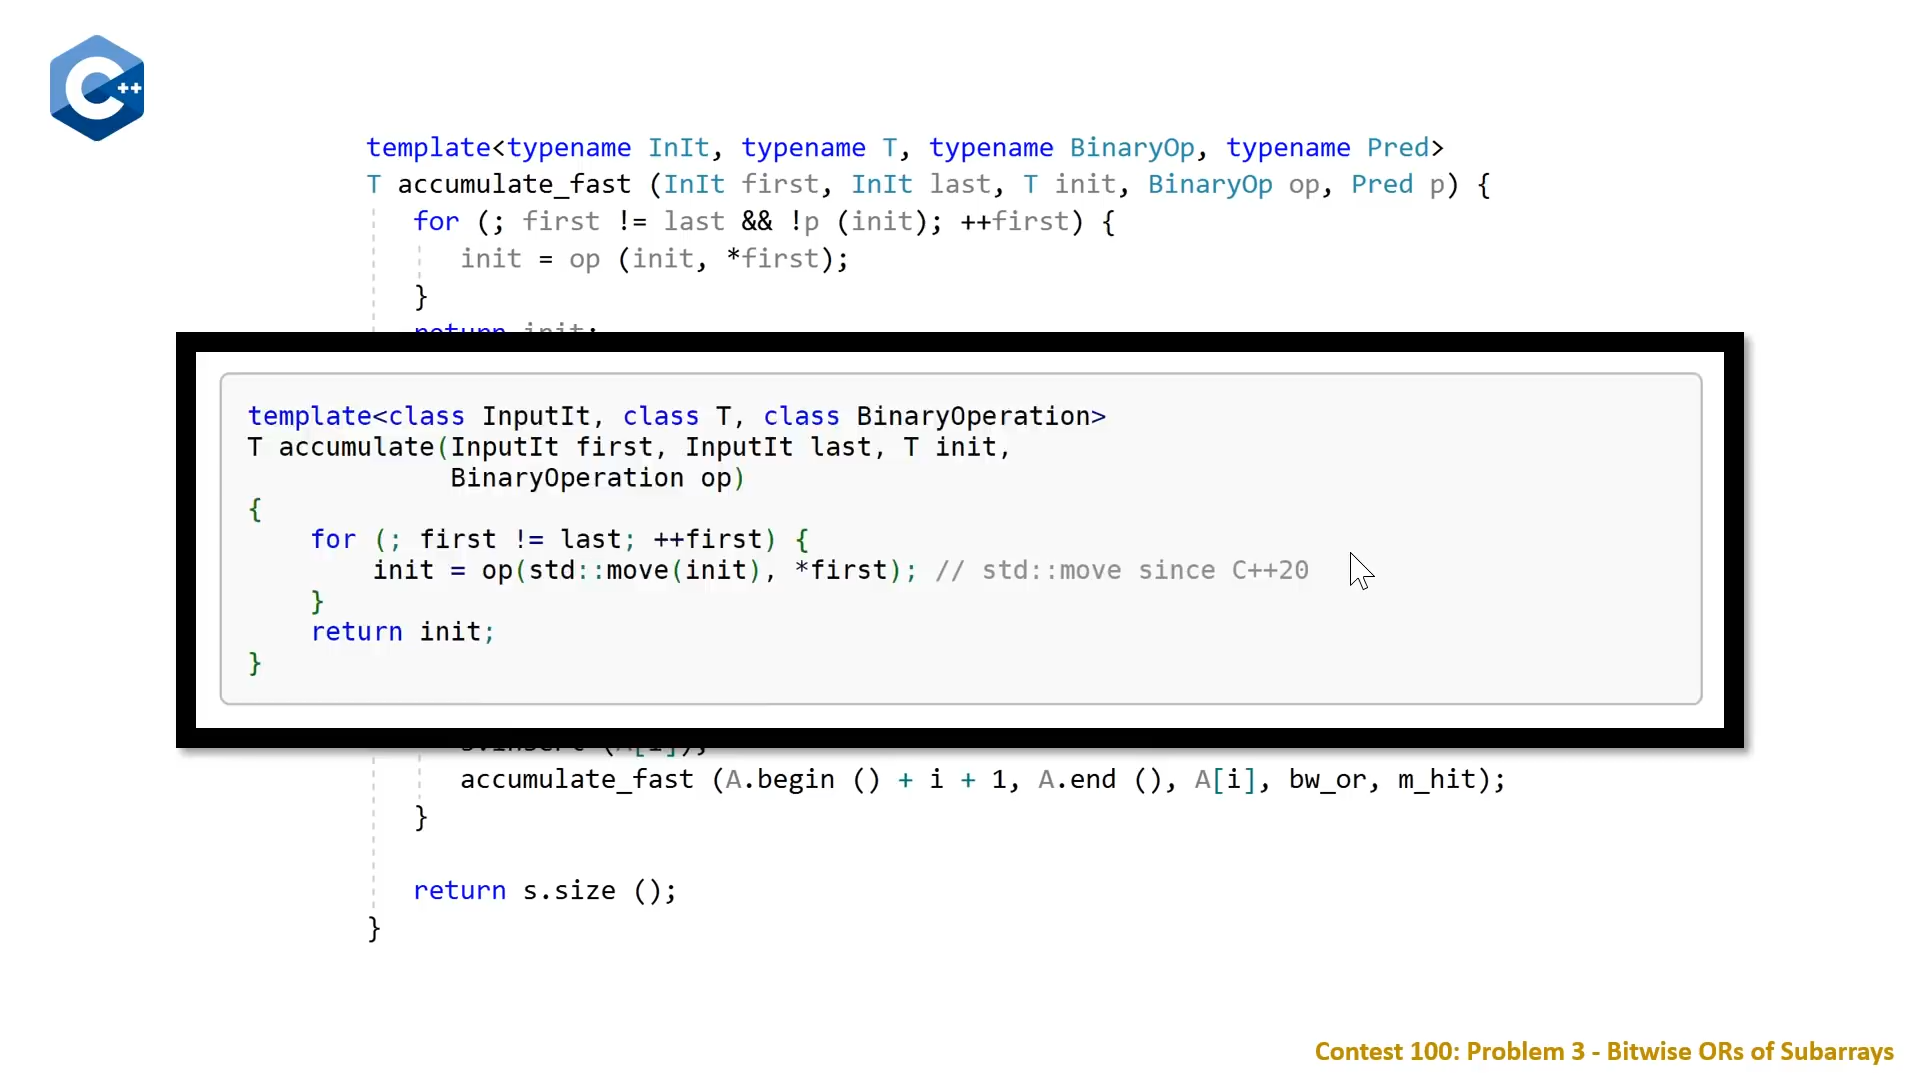 C++
template<typename InIt, typename T, typename BinaryOp, typename Pred>
T accumulate_fast (InIt first, InIt last, T init, BinaryOp op, Pred p) {
for (; first != last && !p (init); ++first) {
init = op (init, *first);
}
return init;
template<class InputIt, class T, class BinaryOperation>
T accumulate(InputIt first, InputIt last, T init,
BinaryOperation op)
{
for (; first != last; ++first) {
init = op(std::move(init), *first); // std::move since C++20
}
return init;
}
s.insert (A[i]);
accumulate_fast (A.begin () + i + 1, A.end (), A[i], bw_or, m_hit);
}
return s.size ();
}
Contest 100: Problem 3 - Bitwise ORs of Subarrays